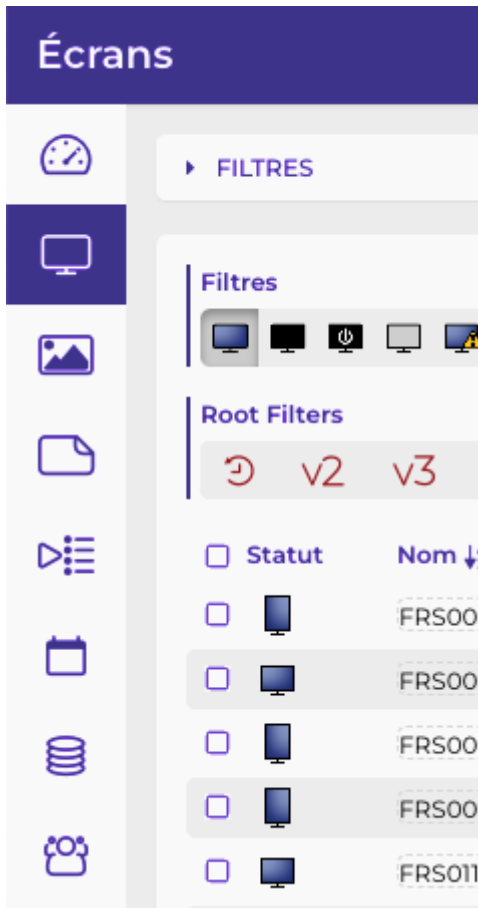 Écrans
FILTRES
Filtres
Root Filters
v2 v3
Statut Nom
FRS00
FRS00
FRS00
FRS00
FRS011